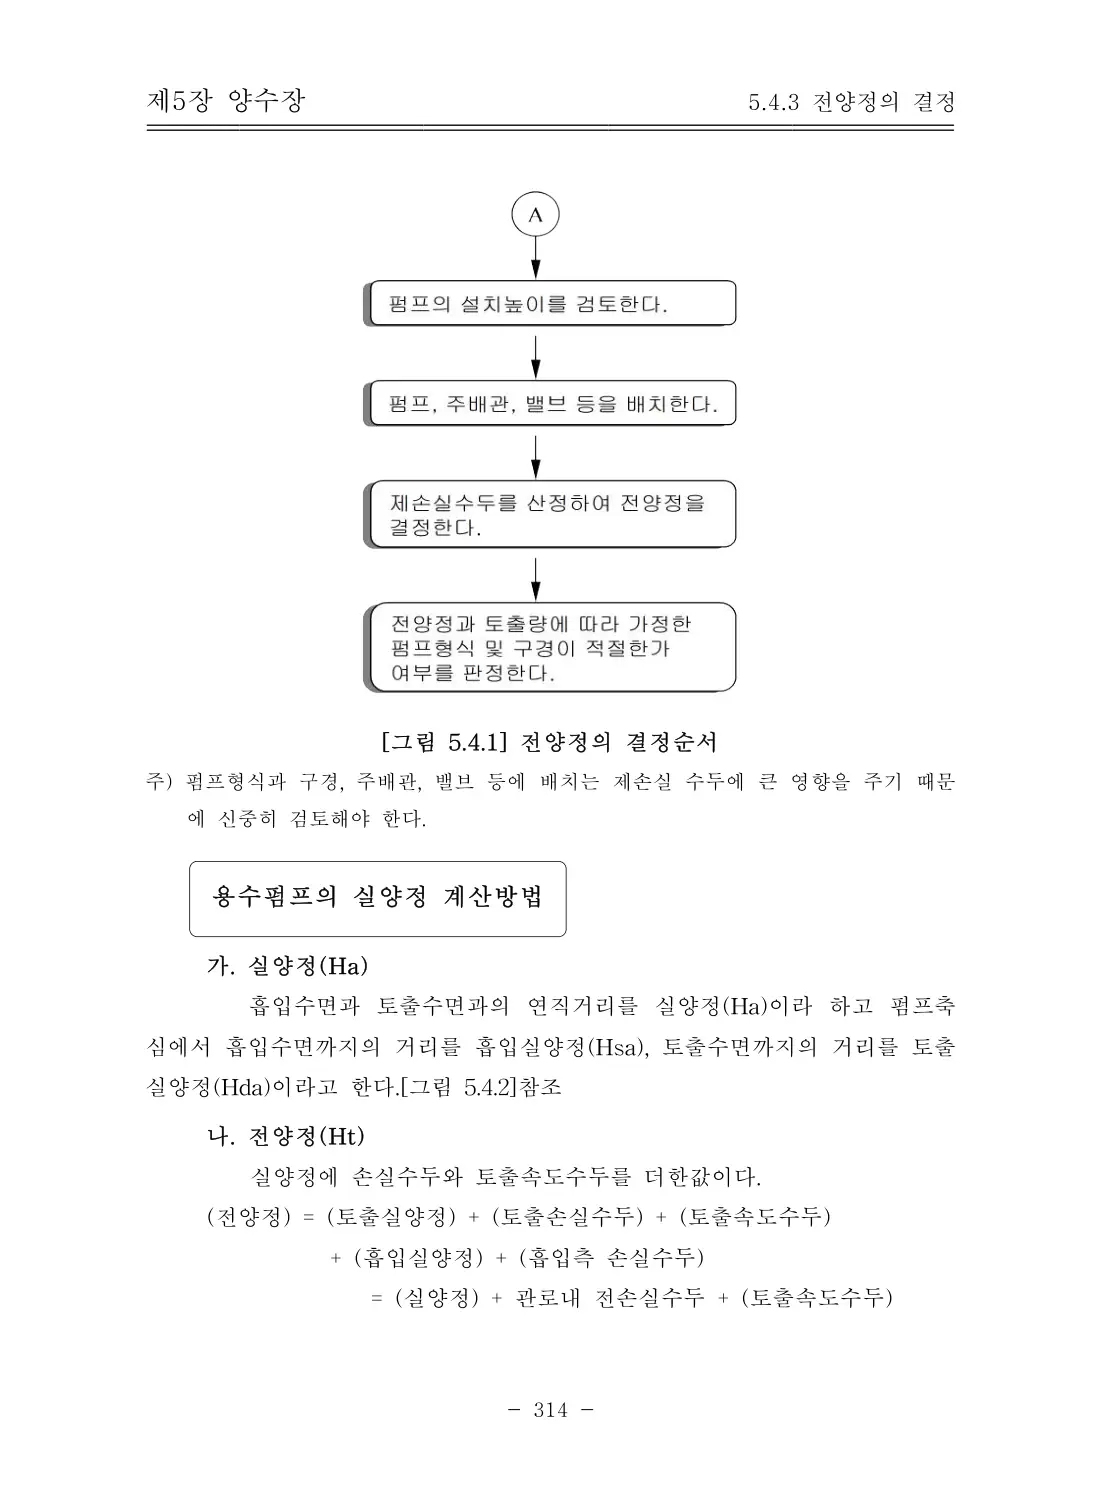 제5장 양수장
5.4.3 전양정의 결정
A
펌프의 설치높이를 검토한다.
펌프, 주배관, 밸브 등을 배치한다.
제손실수두를 산정하여 전양정을
결정한다.
전양정과 토출량에 따라 가정한
펌프형식 및 구경이 적절한가
여부를 판정한다.
[그림 5.4.1] 전양정의 결정순서
주) 펌프형식과 구경, 주배관, 밸브 등에 배치는 제손실 수두에 큰 영향을 주기 때문
에 신중히 검토해야 한다.
용수펌프의 실양정 계산방법
가. 실양정(Ha)
흡입수면과 토출수면과의 연직거리를 실양정(Ha)이라 하고 펌프축
심에서 흡입수면까지의 거리를 흡입실양정(Hsa), 토출수면까지의 거리를 토출
실양정(Hda)이라고 한다.[그림 5.4.2]참조
나. 전양정(Ht)
실양정에 손실수두와 토출속도수두를 더한값이다.
(전양정) = (토출실양정) + (토출손실수두) + (토출속도수두)
+ (흡입실양정) + (흡입측 손실수두)
= (실양정) + 관로내 전손실수두 + (토출속도수두)
- 314 -